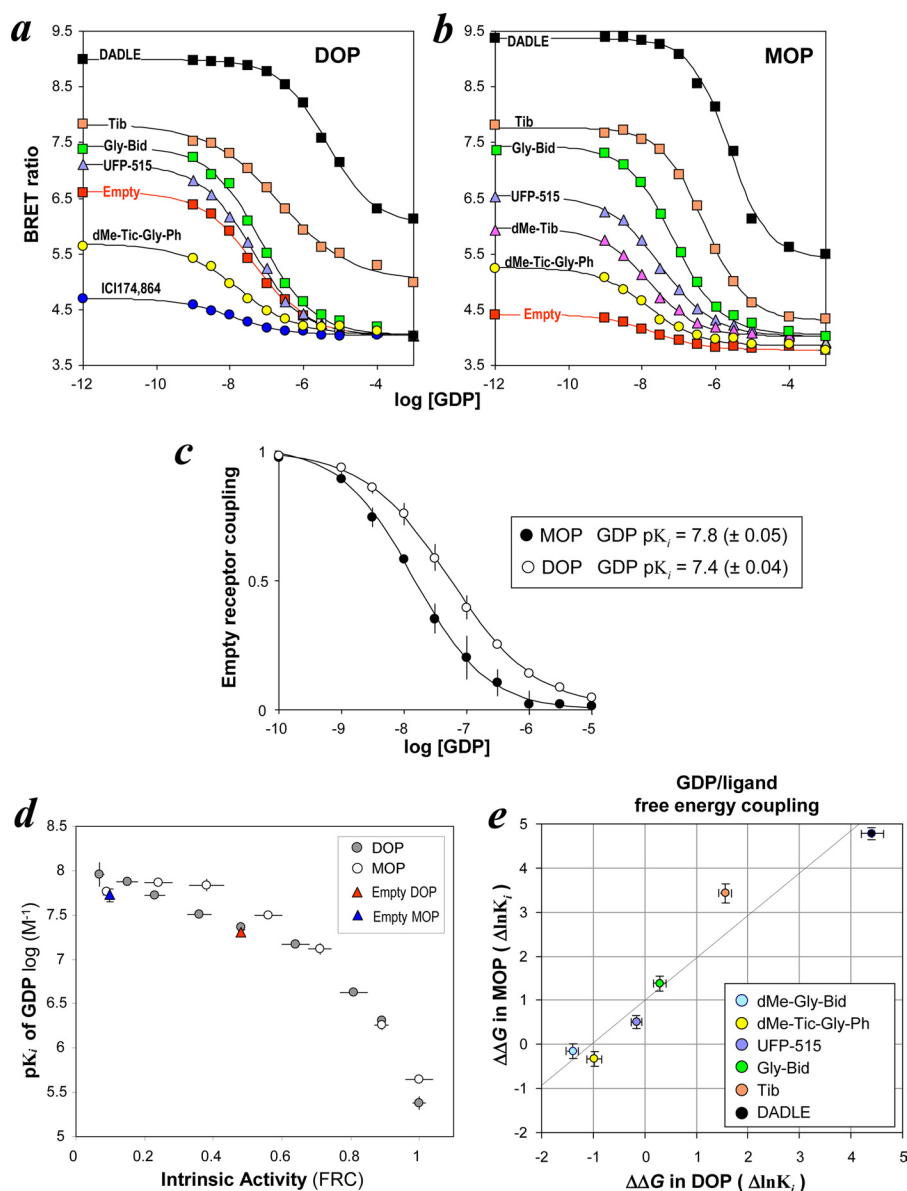 a
DOP
9.5
8.5
7.5
6.5
5.5
4.5
3.5
BRET ratio
DADLE
Tib
Gly-Bid
UFP-515
Empty
dMe-Tic-Gly-Ph
ICI174,864
-12 -10 -8 -6 -4
log [GDP]
b
MOP
9.5
8.5
7.5
6.5
5.5
4.5
3.5
DADLE
Tib
Gly-Bid
UFP-515
dMe-Tib
dMe-Tic-Gly-Ph
Empty
-12 -10 -8 -6 -4
log [GDP]
c
1
0.5
0
Empty receptor coupling
-10 -9 -8 -7 -6 -5
log [GDP]
MOP GDP pKi = 7.8 (± 0.05)
DOP GDP pKi = 7.4 (± 0.04)
d
8.5
8
7.5
7
6.5
6
5.5
5
pKi of GDP log (M-1)
DOP
MOP
Empty DOP
Empty MOP
0 0.2 0.4 0.6 0.8 1
Intrinsic Activity (FRC)
e
GDP/ligand
free energy coupling
5
4
3
2
1
0
-1
-2
ΔΔG in MOP ( ΔlnKi )
dMe-Gly-Bid
dMe-Tic-Gly-Ph
UFP-515
Gly-Bid
Tib
DADLE
-2 -1 0 1 2 3 4 5
ΔΔG in DOP ( ΔlnKi )